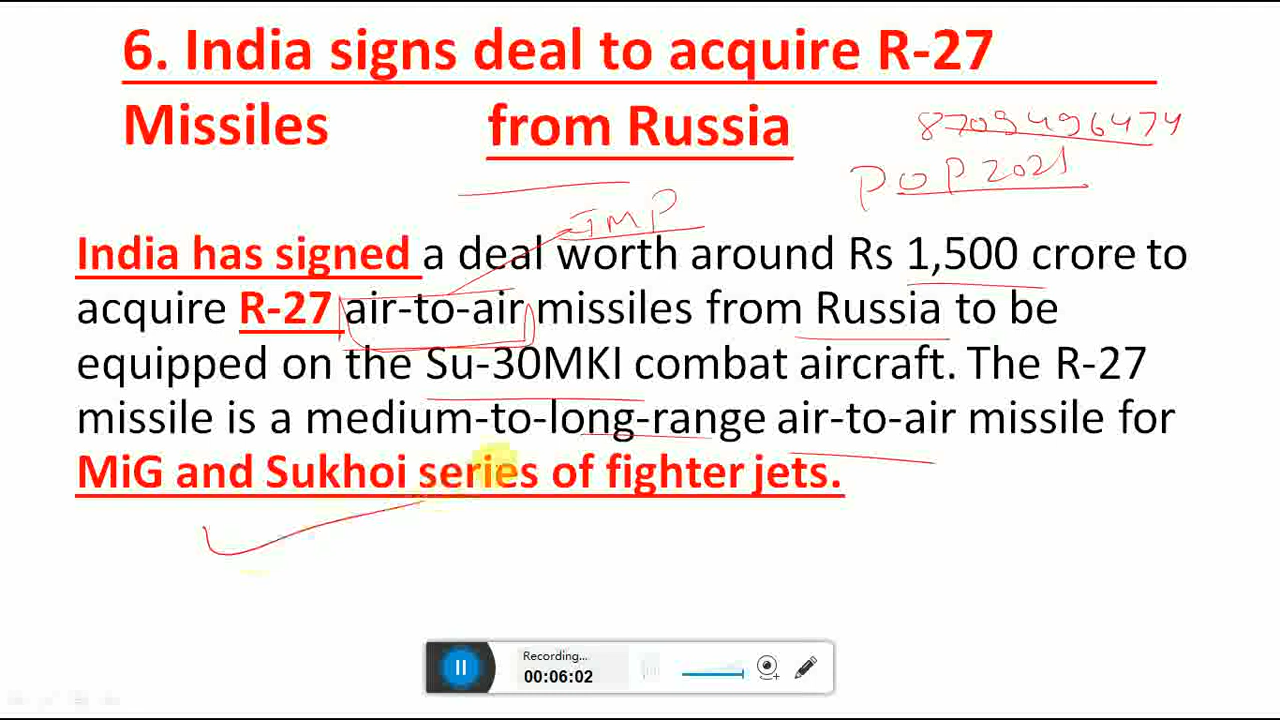 6. India signs deal to acquire R-27
Missiles from Russia
8709496474
POP 2021
IMP
India has signed a deal worth around Rs 1,500 crore to
acquire R-27 air-to-air missiles from Russia to be
equipped on the Su-30MKI combat aircraft. The R-27
missile is a medium-to-long-range air-to-air missile for
MiG and Sukhoi series of fighter jets.
Recording...
00:06:02